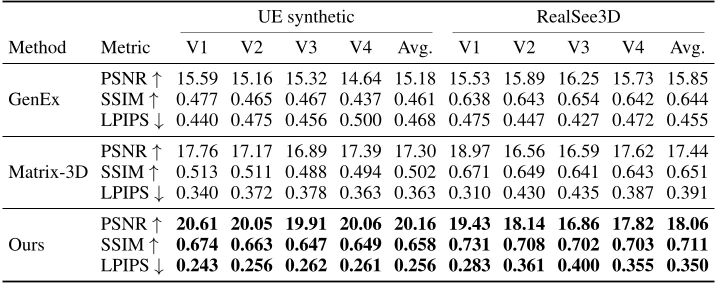 UE synthetic RealSee3D
Method Metric V1 V2 V3 V4 Avg. V1 V2 V3 V4 Avg.
PSNR ↑ 15.59 15.16 15.32 14.64 15.18 15.53 15.89 16.25 15.73 15.85
GenEx SSIM ↑ 0.477 0.465 0.467 0.437 0.461 0.638 0.643 0.654 0.642 0.644
LPIPS ↓ 0.440 0.475 0.456 0.500 0.468 0.475 0.447 0.427 0.472 0.455
PSNR ↑ 17.76 17.17 16.89 17.39 17.30 18.97 16.56 16.59 17.62 17.44
Matrix-3D SSIM ↑ 0.513 0.511 0.488 0.494 0.502 0.671 0.649 0.641 0.643 0.651
LPIPS ↓ 0.340 0.372 0.378 0.363 0.363 0.310 0.430 0.435 0.387 0.391
PSNR ↑ 20.61 20.05 19.91 20.06 20.16 19.43 18.14 16.86 17.82 18.06
Ours SSIM ↑ 0.674 0.663 0.647 0.649 0.658 0.731 0.708 0.702 0.703 0.711
LPIPS ↓ 0.243 0.256 0.262 0.261 0.256 0.283 0.361 0.400 0.355 0.350